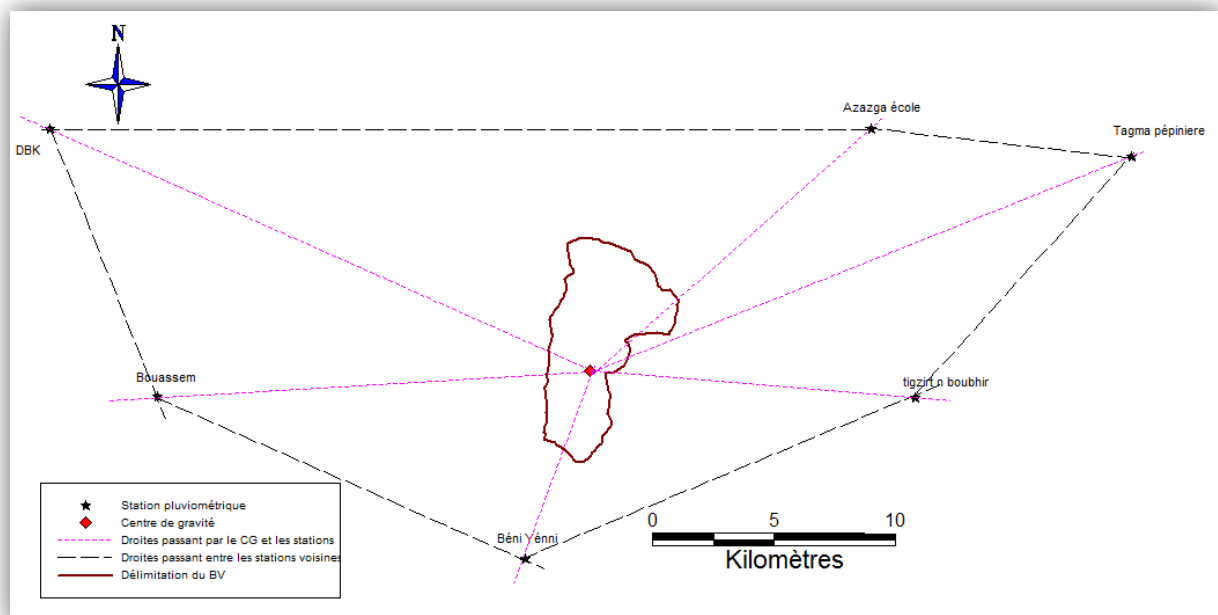 N
Azazga école
Tagma pépiniere
DBK
Bouassem
tigzirt n boubhir
Béni Yénni
Station pluviométrique
Centre de gravité
Droites passant par le CG et les stations
Droites passant entre les stations voisines
Délimitation du BV
0 5 10
Kilomètres